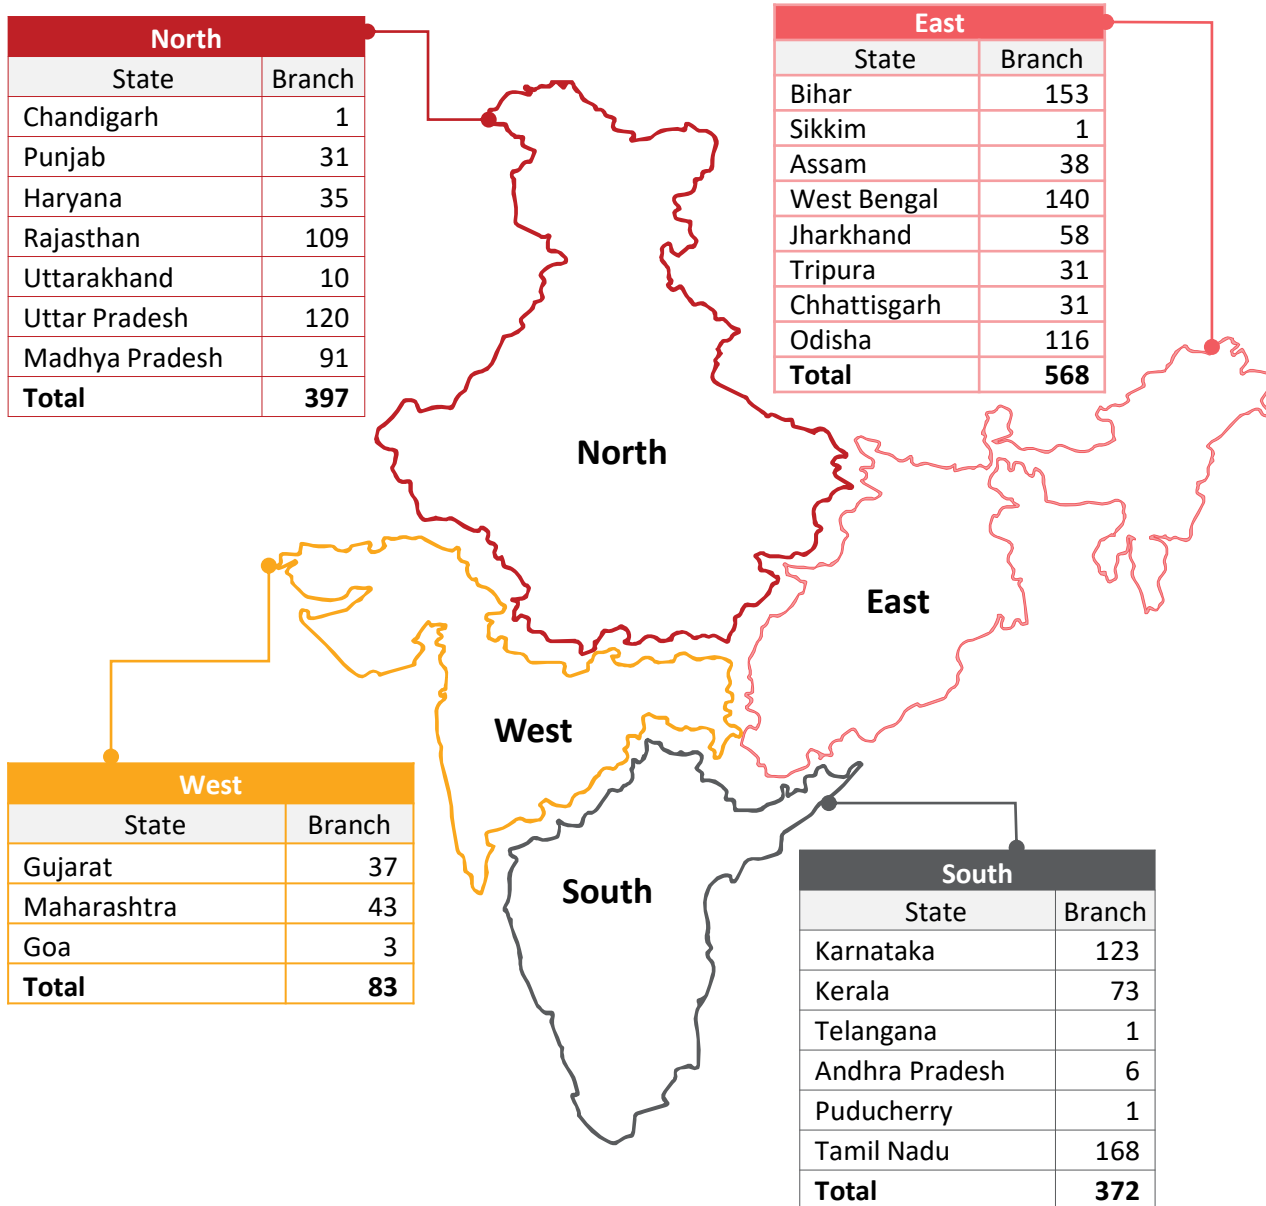 North
State Branch
Chandigarh 1
Punjab 31
Haryana 35
Rajasthan 109
Uttarakhand 10
Uttar Pradesh 120
Madhya Pradesh 91
Total 397
East
State Branch
Bihar 153
Sikkim 1
Assam 38
West Bengal 140
Jharkhand 58
Tripura 31
Chhattisgarh 31
Odisha 116
Total 568
North
East
West
South
West
State Branch
Gujarat 37
Maharashtra 43
Goa 3
Total 83
South
State Branch
Karnataka 123
Kerala 73
Telangana 1
Andhra Pradesh 6
Puducherry 1
Tamil Nadu 168
Total 372